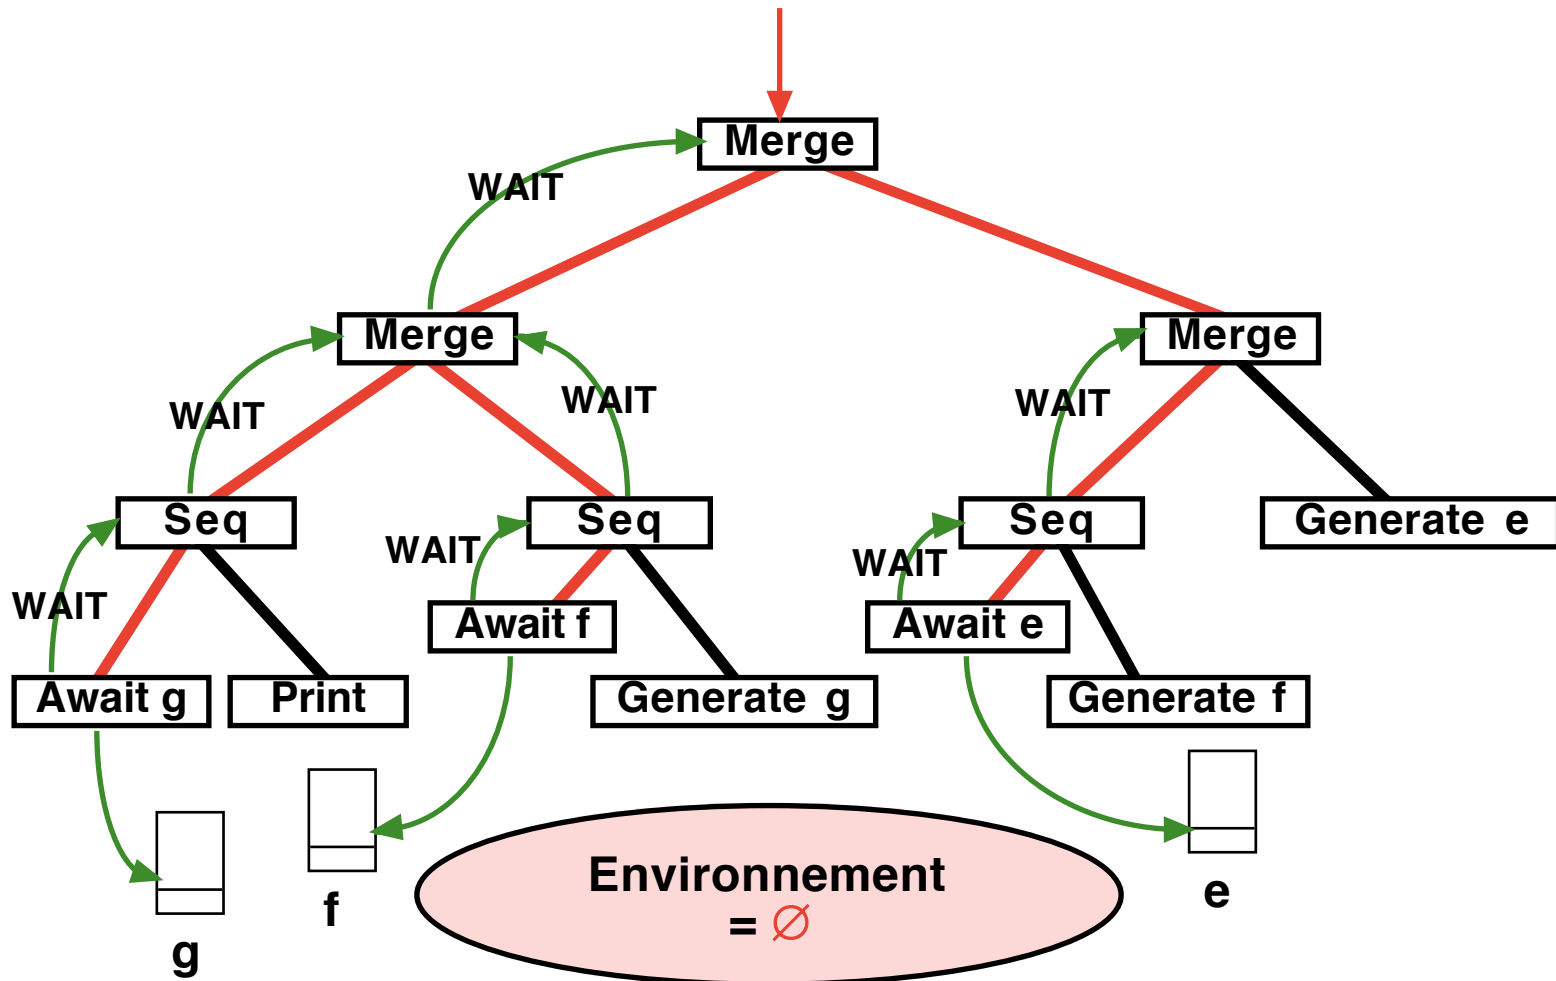 Merge
WAIT
Merge
Merge
WAIT
WAIT
WAIT
Seq
Seq
Seq
Generate e
WAIT
WAIT
WAIT
Await f
Await e
Await g
Print
Generate g
Generate f
Environnement
= ∅
e
f
g